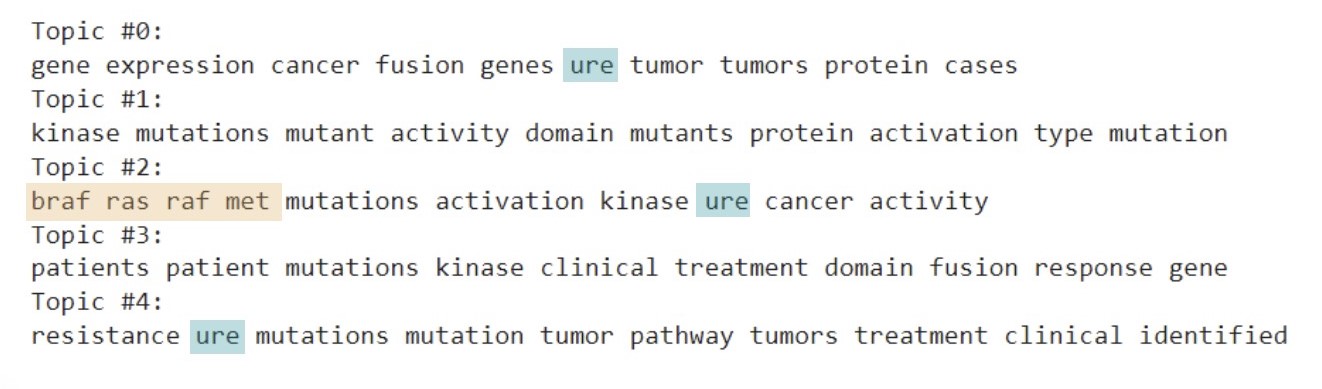 Topic #0:
gene expression cancer fusion genes ure tumor tumors protein cases
Topic #1:
kinase mutations mutant activity domain mutants protein activation type mutation
Topic #2:
braf ras raf met mutations activation kinase ure cancer activity
Topic #3:
patients patient mutations kinase clinical treatment domain fusion response gene
Topic #4:
resistance ure mutations mutation tumor pathway tumors treatment clinical identified